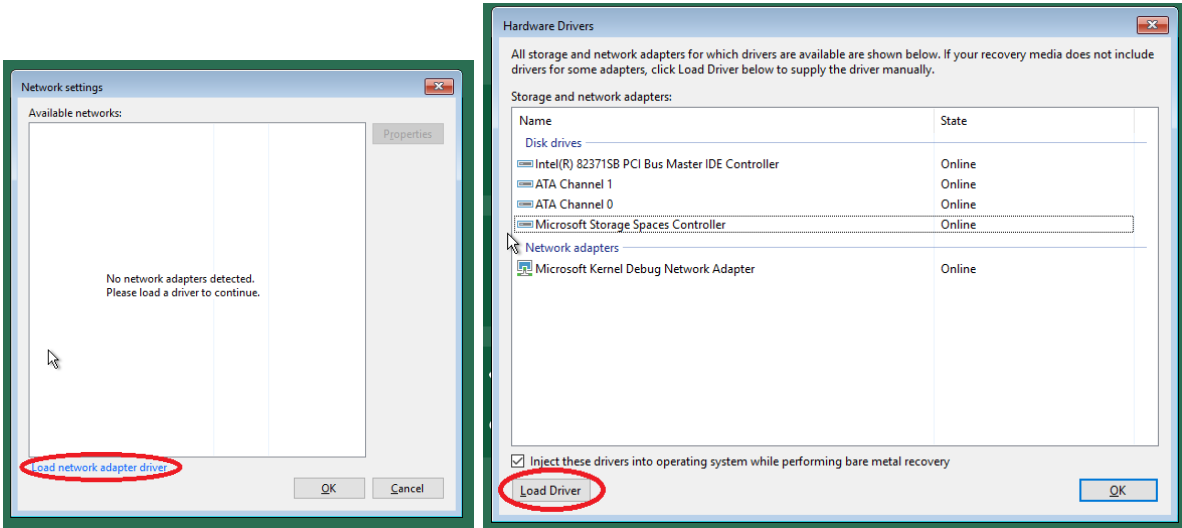 Network settings
Available networks:
Properties
No network adapters detected.
Please load a driver to continue.
Load network adapter driver
OK
Cancel
Hardware Drivers
All storage and network adapters for which drivers are available are shown below. If your recovery media does not include
drivers for some adapters, click Load Driver below to supply the driver manually.
Storage and network adapters:
Name State
Disk drives
Intel(R) 82371SB PCI Bus Master IDE Controller Online
ATA Channel 1 Online
ATA Channel 0 Online
Microsoft Storage Spaces Controller Online
Network adapters
Microsoft Kernel Debug Network Adapter Online
Inject these drivers into operating system while performing bare metal recovery
Load Driver
OK